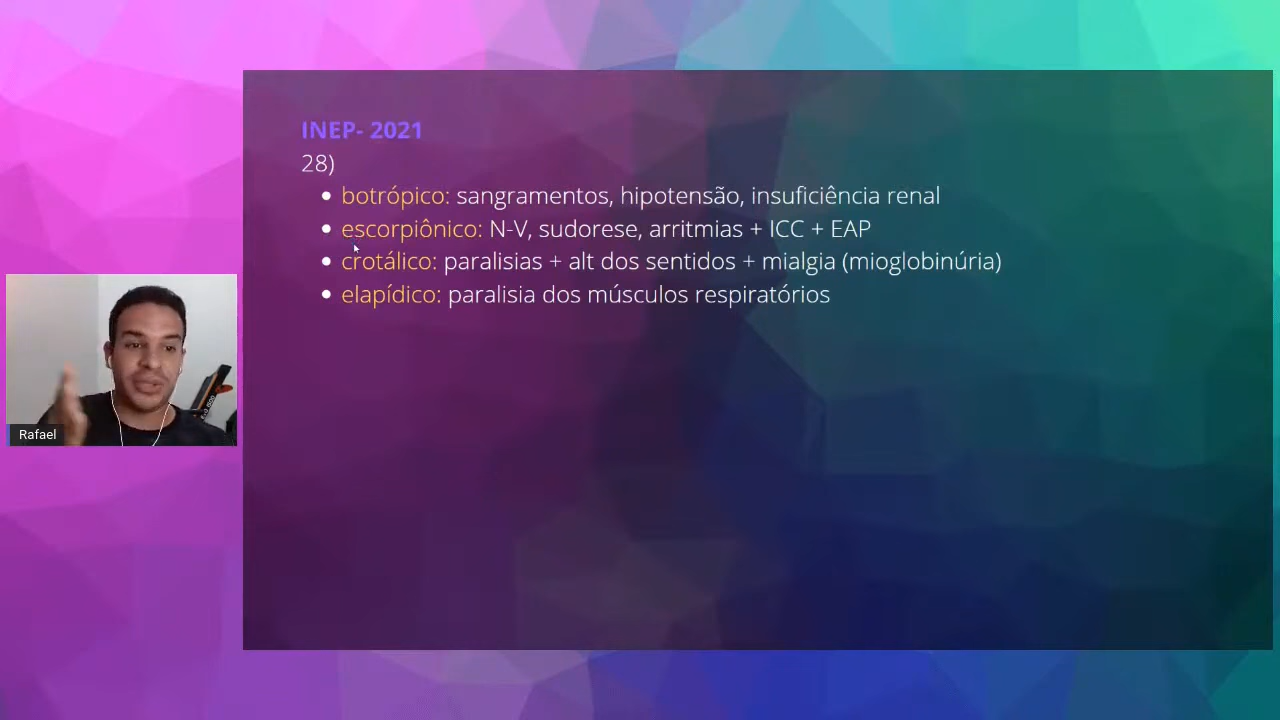 INEP- 2021
28)
botrópico: sangramentos, hipotensão, insuficiência renal
escorpiônico: N-V, sudorese, arritmias + ICC + EAP
crotálico: paralisias + alt dos sentidos + mialgia (mioglobinúria)
elapídico: paralisia dos músculos respiratórios
Rafael